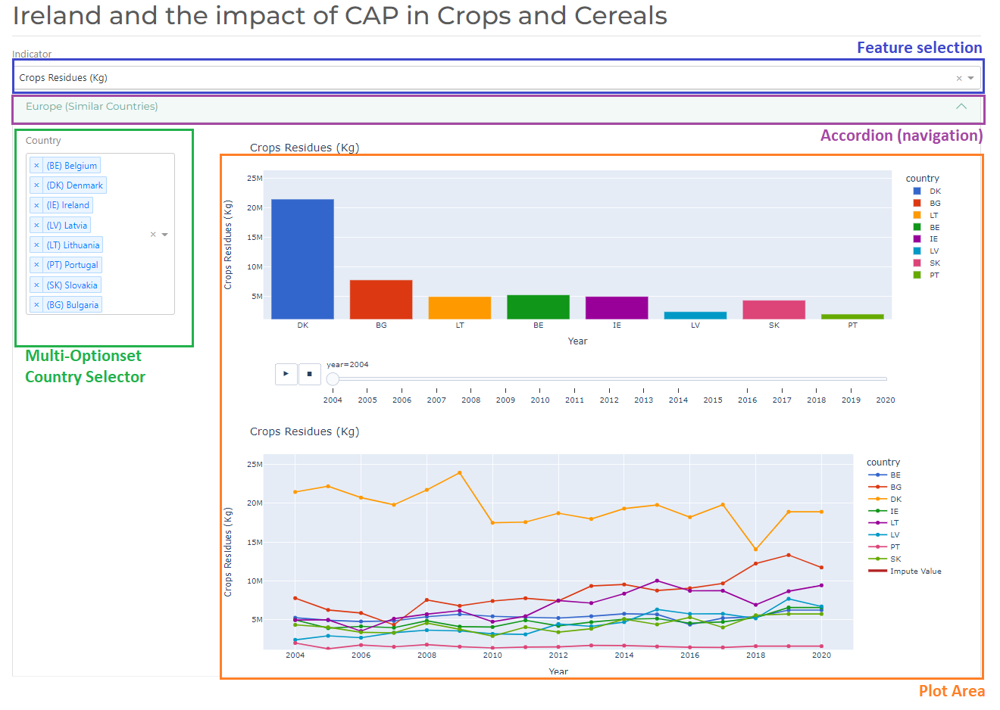 Ireland and the impact of CAP in Crops and Cereals
Feature selection
Indicator
Crops Residues (Kg)
Europe (Similar Countries)
Accordion (navigation)
Country
× (BE) Belgium
× (DK) Denmark
× (IE) Ireland
× (LV) Latvia
× (LT) Lithuania
× (PT) Portugal
× (SK) Slovakia
× (BG) Bulgaria
Multi-Optionset
Country Selector
Crops Residues (Kg)
25M
20M
15M
10M
5M
Crops Residues (Kg)
DK BG LT BE IE LV SK PT
Year
country
DK
BG
LT
BE
IE
LV
SK
PT
year=2004
2004 2005 2006 2007 2008 2009 2010 2011 2012 2013 2014 2015 2016 2017 2018 2019 2020
Crops Residues (Kg)
25M
20M
15M
10M
5M
Crops Residues (Kg)
2004 2006 2008 2010 2012 2014 2016 2018 2020
Year
country
BE
BG
DK
IE
LT
LV
PT
SK
Impute Value
Plot Area